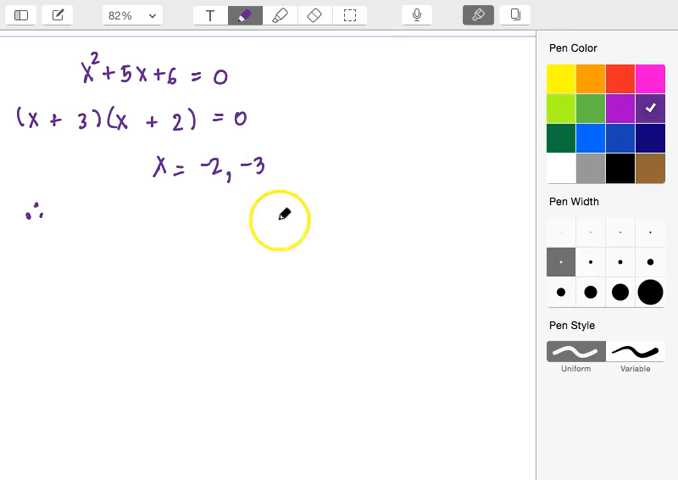 82%
T
Pen Color
x² + 5x + 6 = 0
(x + 3)(x + 2) = 0
x = -2, -3
∴
Pen Width
Pen Style
Uniform Variable